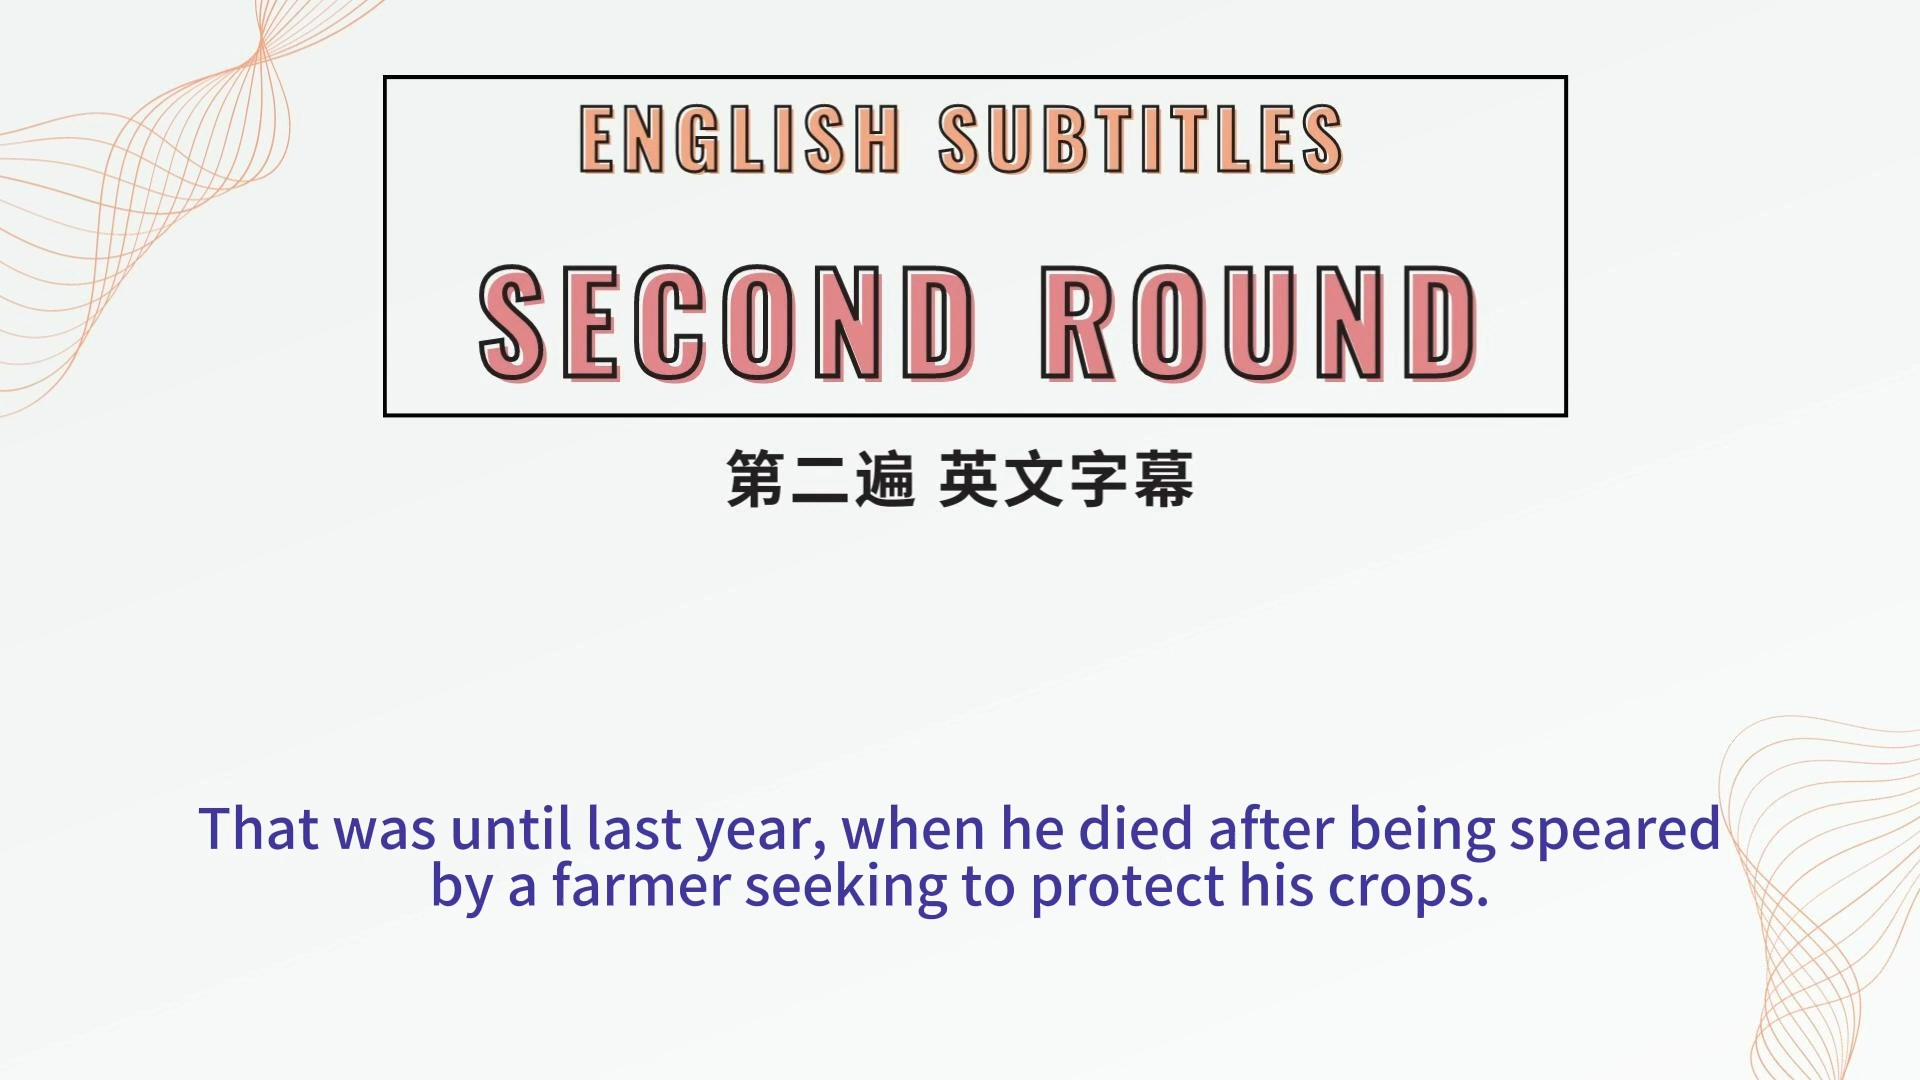 ENGLISH SUBTITLES
SECOND ROUND
第二遍 英文字幕
That was until last year, when he died after being speared
by a farmer seeking to protect his crops.